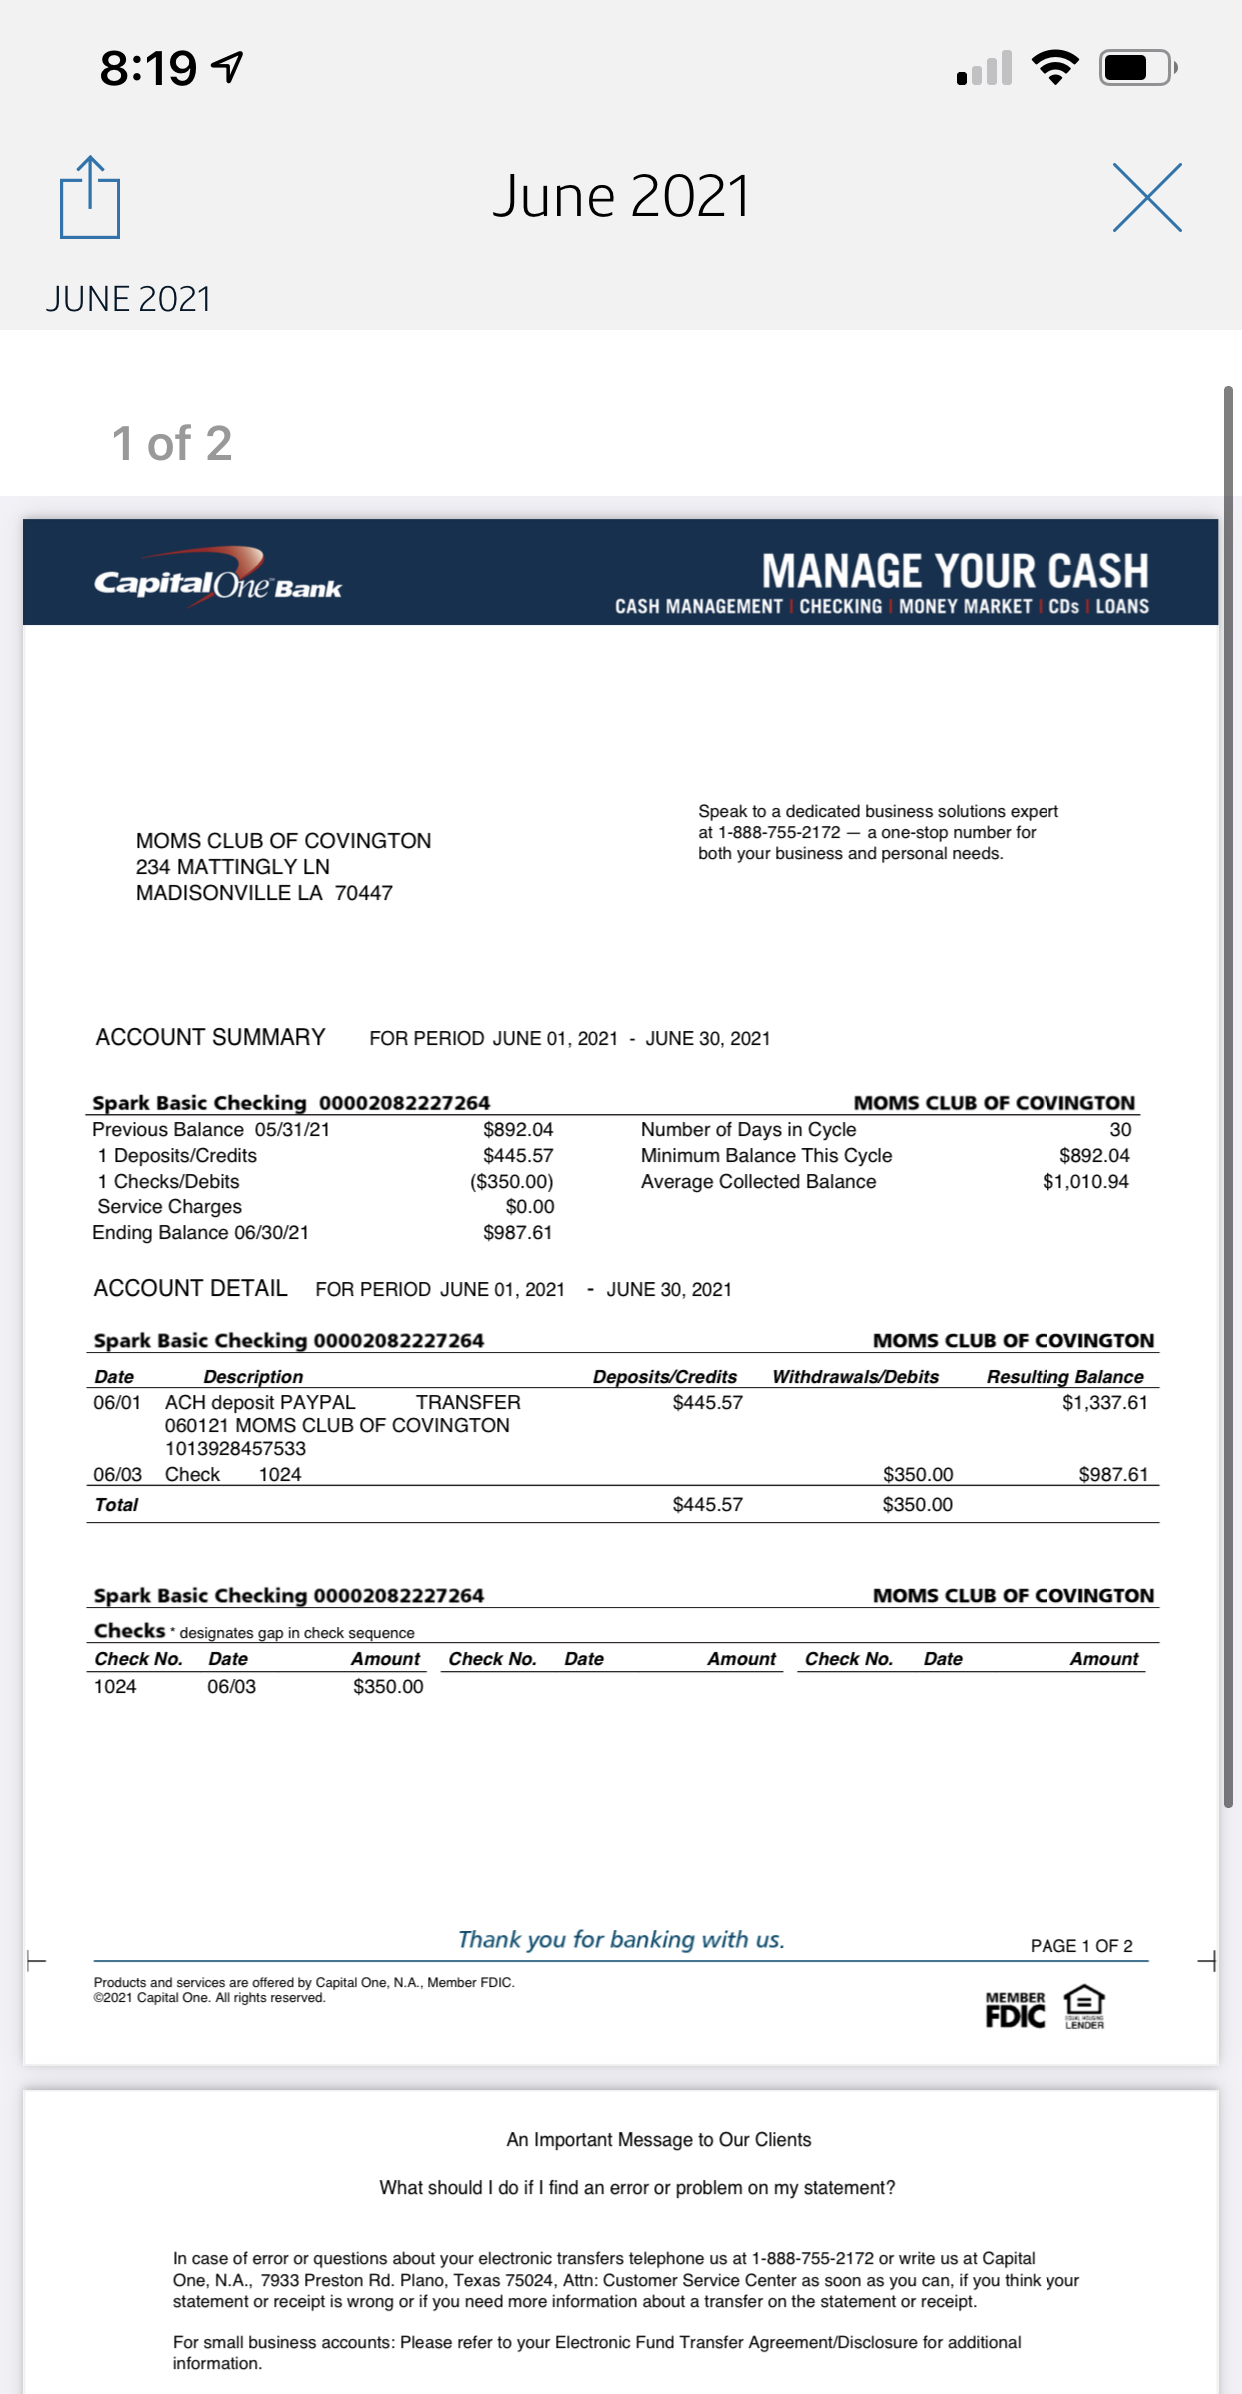 8:19
June 2021
JUNE 2021
1 of 2
CapitalOne Bank
MANAGE YOUR CASH
CASH MANAGEMENT | CHECKING | MONEY MARKET | CDs | LOANS
Speak to a dedicated business solutions expert
at 1-888-755-2172 — a one-stop number for
both your business and personal needs.
MOMS CLUB OF COVINGTON
234 MATTINGLY LN
MADISONVILLE LA 70447
ACCOUNT SUMMARY FOR PERIOD JUNE 01, 2021 - JUNE 30, 2021
Spark Basic Checking 00002082227264 MOMS CLUB OF COVINGTON
Previous Balance 05/31/21 $892.04 Number of Days in Cycle 30
1 Deposits/Credits $445.57 Minimum Balance This Cycle $892.04
1 Checks/Debits ($350.00) Average Collected Balance $1,010.94
Service Charges $0.00
Ending Balance 06/30/21 $987.61
ACCOUNT DETAIL FOR PERIOD JUNE 01, 2021 - JUNE 30, 2021
Spark Basic Checking 00002082227264 MOMS CLUB OF COVINGTON
Date Description Deposits/Credits Withdrawals/Debits Resulting Balance
06/01 ACH deposit PAYPAL TRANSFER $445.57 $1,337.61
060121 MOMS CLUB OF COVINGTON
1013928457533
06/03 Check 1024 $350.00 $987.61
Total $445.57 $350.00
Spark Basic Checking 00002082227264 MOMS CLUB OF COVINGTON
Checks * designates gap in check sequence
Check No. Date Amount Check No. Date Amount Check No. Date Amount
1024 06/03 $350.00
Thank you for banking with us.
PAGE 1 OF 2
Products and services are offered by Capital One, N.A., Member FDIC.
©2021 Capital One. All rights reserved.
MEMBER
FDIC
EQUAL HOUSING
LENDER
An Important Message to Our Clients
What should I do if I find an error or problem on my statement?
In case of error or questions about your electronic transfers telephone us at 1-888-755-2172 or write us at Capital
One, N.A., 7933 Preston Rd. Plano, Texas 75024, Attn: Customer Service Center as soon as you can, if you think your
statement or receipt is wrong or if you need more information about a transfer on the statement or receipt.
For small business accounts: Please refer to your Electronic Fund Transfer Agreement/Disclosure for additional
information.